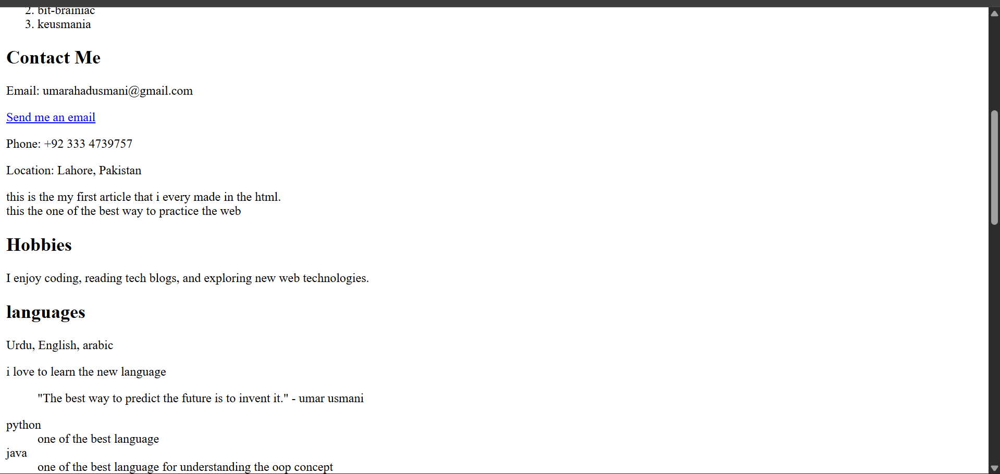 2. bit-brainiac
3. keusmania
Contact Me
Email: umarahadusmani@gmail.com
Send me an email
Phone: +92 333 4739757
Location: Lahore, Pakistan
this is the my first article that i every made in the html.
this the one of the best way to practice the web
Hobbies
I enjoy coding, reading tech blogs, and exploring new web technologies.
languages
Urdu, English, arabic
i love to learn the new language
"The best way to predict the future is to invent it." - umar usmani
python
one of the best language
java
one of the best language for understanding the oop concept